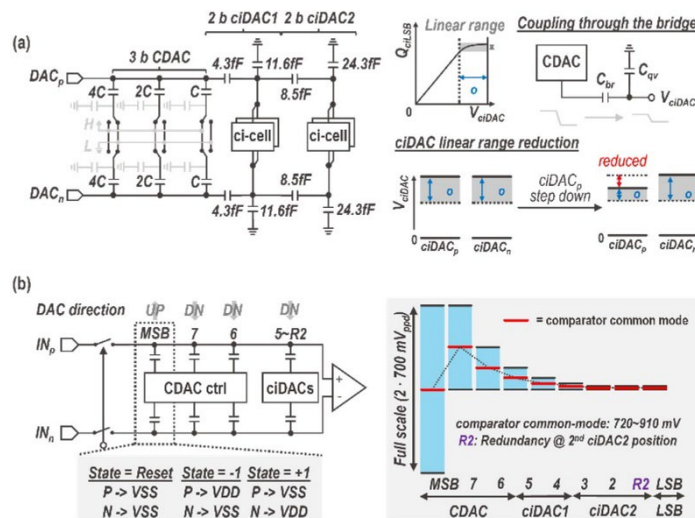 (a)
2 b ciDAC1 2 b ciDAC2
3 b CDAC
4.3fF 11.6fF 24.3fF
DACp
8.5fF
4C 2C C
H
L
ci-cell ci-cell
4C 2C C
8.5fF
DACn
4.3fF 11.6fF 24.3fF
Linear range
QciLSB
0
VciDAC
Coupling through the bridge
CDAC
Cbr
Cqv
VciDAC
ciDAC linear range reduction
VciDAC
0
ciDACp ciDACn
ciDACp
step down
reduced
0
ciDACp
(b)
DAC direction UP DN DN DN
MSB 7 6 5~R2
INp
CDAC ctrl
ciDACs
+
-
INn
State = Reset State = -1 State = +1
P -> VSS P -> VDD P -> VSS
N -> VSS N -> VSS N -> VDD
Full scale (2 · 700 mVppd)
= comparator common mode
comparator common-mode: 720~910 mV
R2: Redundancy @ 2nd ciDAC2 position
MSB 7 6 5 4 3 2 R2 LSB
CDAC ciDAC1 ciDAC2 LSB